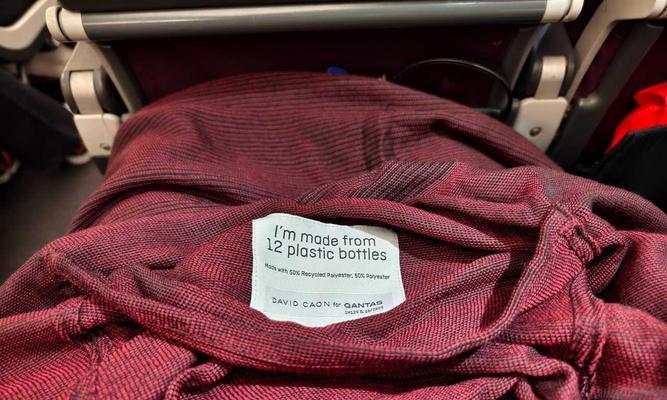 I'm made from
12 plastic bottles
Made with 50% Recycled Polyester, 50% Polyester
DAVID CAON for QANTAS